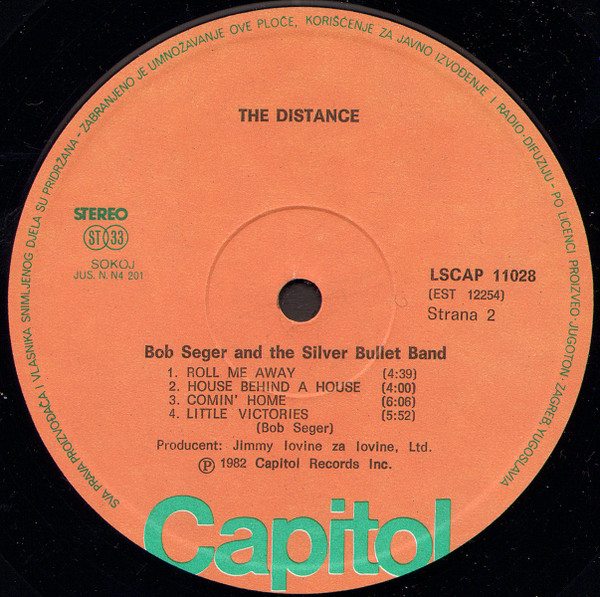 SVA PRAVA PROIZVOĐAČA I VLASNIKA SNIMLJENOG DJELA SU PRIDRŽANA - ZABRANJENO JE UMNOŽAVANJE OVE PLOČE, KORIŠĆENJE ZA JAVNO IZVOĐENJE I RADIO-DIFUZIJU - PO LICENCI PROIZVEO: JUGOTON - ZAGREB, YUGOSLAVIA
THE DISTANCE
STEREO
ST 33
SOKOJ
JUS. N. N4 201
LSCAP 11028
(EST 12254)
Strana 2
Bob Seger and the Silver Bullet Band
1. ROLL ME AWAY (4:39)
2. HOUSE BEHIND A HOUSE (4:00)
3. COMIN' HOME (6:06)
4. LITTLE VICTORIES (5:52)
(Bob Seger)
Producent: Jimmy Iovine za Iovine, Ltd.
Ⓟ 1982 Capitol Records Inc.
Capitol